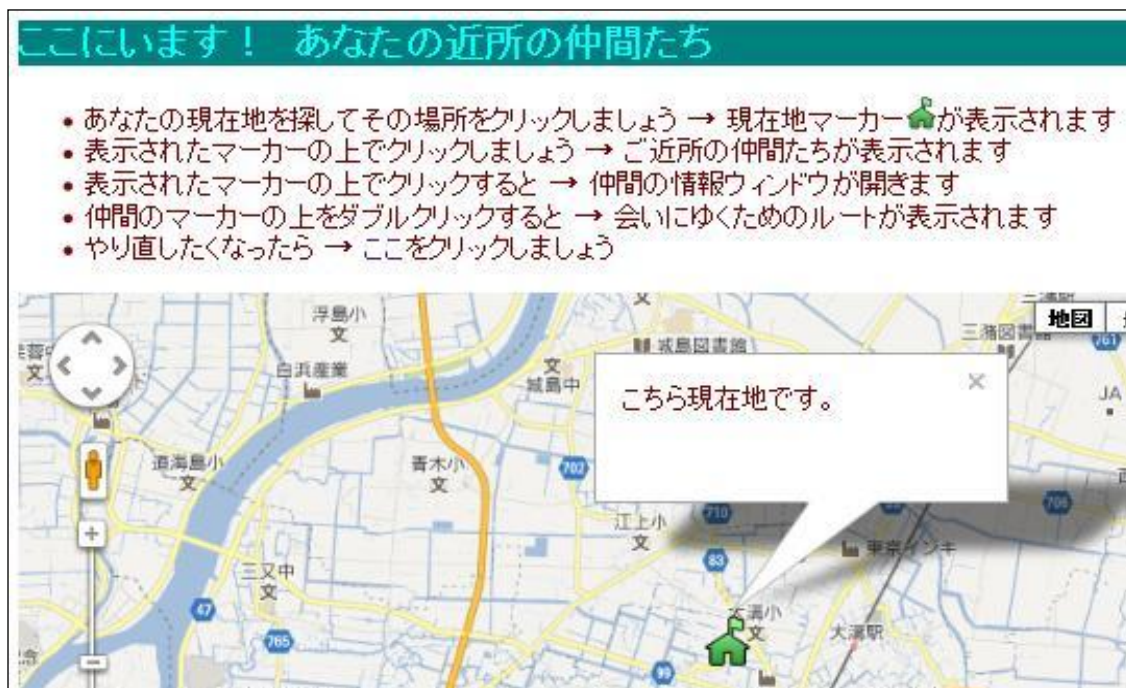 ここにいます！ あなたの近所の仲間たち
• あなたの現在地を探してその場所をクリックしましょう → 現在地マーカーが表示されます
• 表示されたマーカーの上でクリックしましょう → ご近所の仲間たちが表示されます
• 表示されたマーカーの上でクリックすると → 仲間の情報ウィンドウが開きます
• 仲間のマーカーの上をダブルクリックすると → 会いにゆくためのルートが表示されます
• やり直したくなったら → ここをクリックしましょう
浮島小
文
三潴駅
地図
城島図書館
三潴図書館
761
文
白浜産業
文
城島中
こちら現在地です。
×
JA
道海島小
文
青木小
文
702
江上小
文
710
706
83
東京インキ
三又中
文
47
765
大溝小
文
大溝駅
99